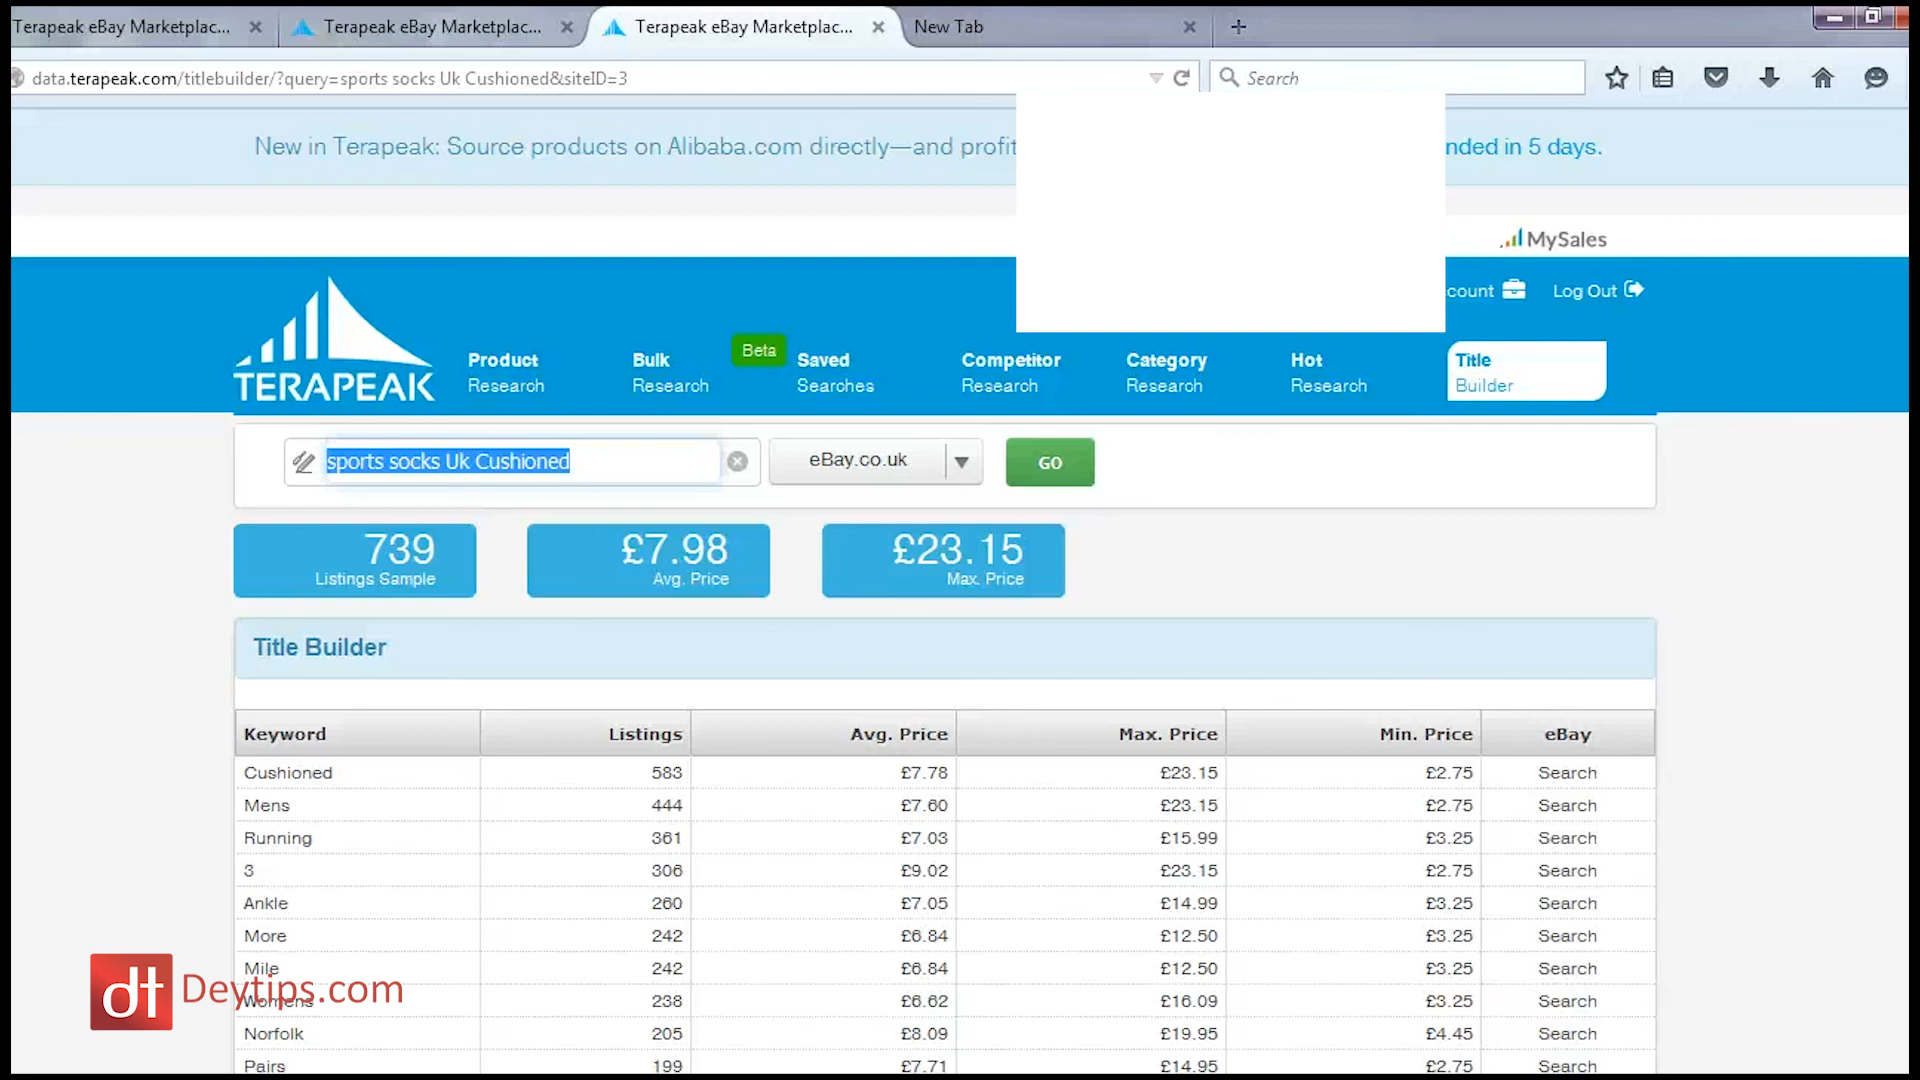 Terapeak eBay Marketplac... Terapeak eBay Marketplac... Terapeak eBay Marketplac... New Tab
data.terapeak.com/titlebuilder/?query=sports socks Uk Cushioned&siteID=3 Search
New in Terapeak: Source products on Alibaba.com directly—and profit nded in 5 days.
MySales
count Log Out
TERAPEAK
Product Research
Bulk Research
Beta
Saved Searches
Competitor Research
Category Research
Hot Research
Title Builder
sports socks Uk Cushioned eBay.co.uk GO
739 £7.98 £23.15
Listings Sample Avg. Price Max. Price
Title Builder
Keyword Listings Avg. Price Max. Price Min. Price eBay
Cushioned 583 £7.78 £23.15 £2.75 Search
Mens 444 £7.60 £23.15 £2.75 Search
Running 361 £7.03 £15.99 £3.25 Search
3 306 £9.02 £23.15 £2.75 Search
Ankle 260 £7.05 £14.99 £3.25 Search
More 242 £6.84 £12.50 £3.25 Search
Mile 242 £6.84 £12.50 £3.25 Search
Womens 238 £6.62 £16.09 £3.25 Search
Norfolk 205 £8.09 £19.95 £4.45 Search
Pairs 199 £7.71 £14.95 £2.75 Search
dt Deytips.com